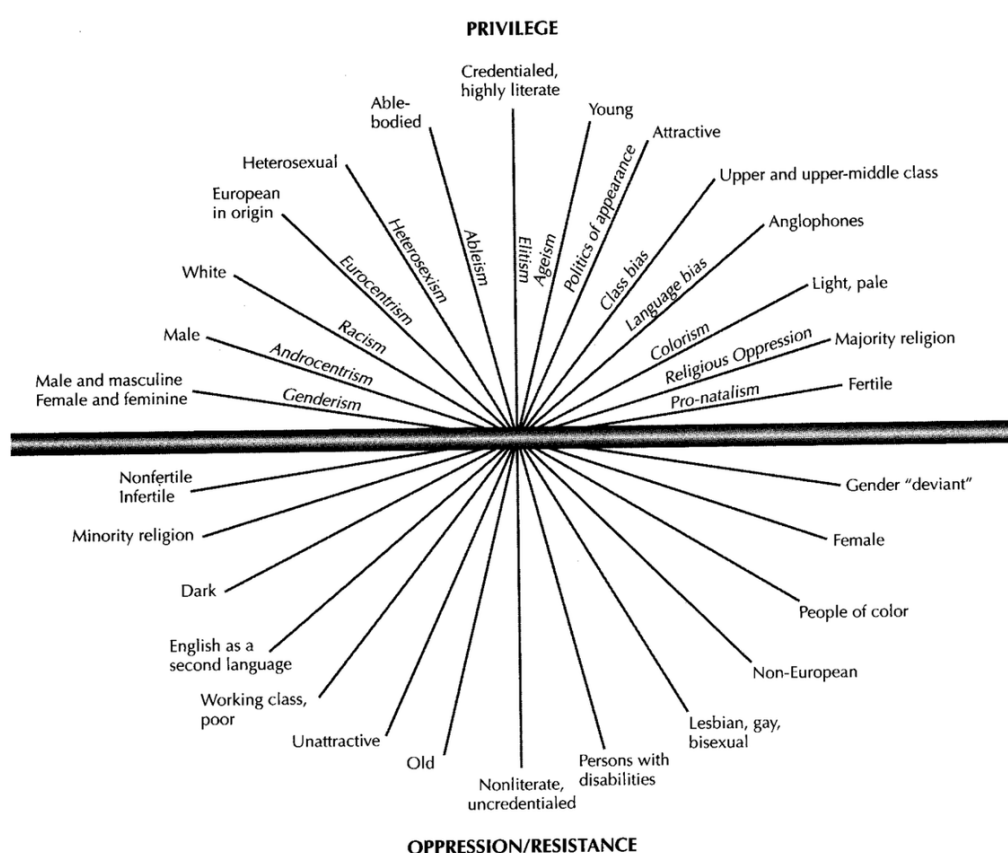 PRIVILEGE
Credentialed,
highly literate
Able-
bodied
Young
Attractive
Heterosexual
Upper and upper-middle class
European
in origin
Anglophones
White
Light, pale
Male
Majority religion
Male and masculine
Female and feminine
Fertile
Genderism
Androcentrism
Racism
Eurocentrism
Heterosexism
Ableism
Elitism
Ageism
Politics of appearance
Class bias
Language bias
Colorism
Religious Oppression
Pro-natalism
Nonfertile
Infertile
Gender “deviant”
Minority religion
Female
Dark
People of color
English as a
second language
Non-European
Working class,
poor
Lesbian, gay,
bisexual
Unattractive
Old
Persons with
disabilities
Nonliterate,
uncredentialed
OPPRESSION/RESISTANCE